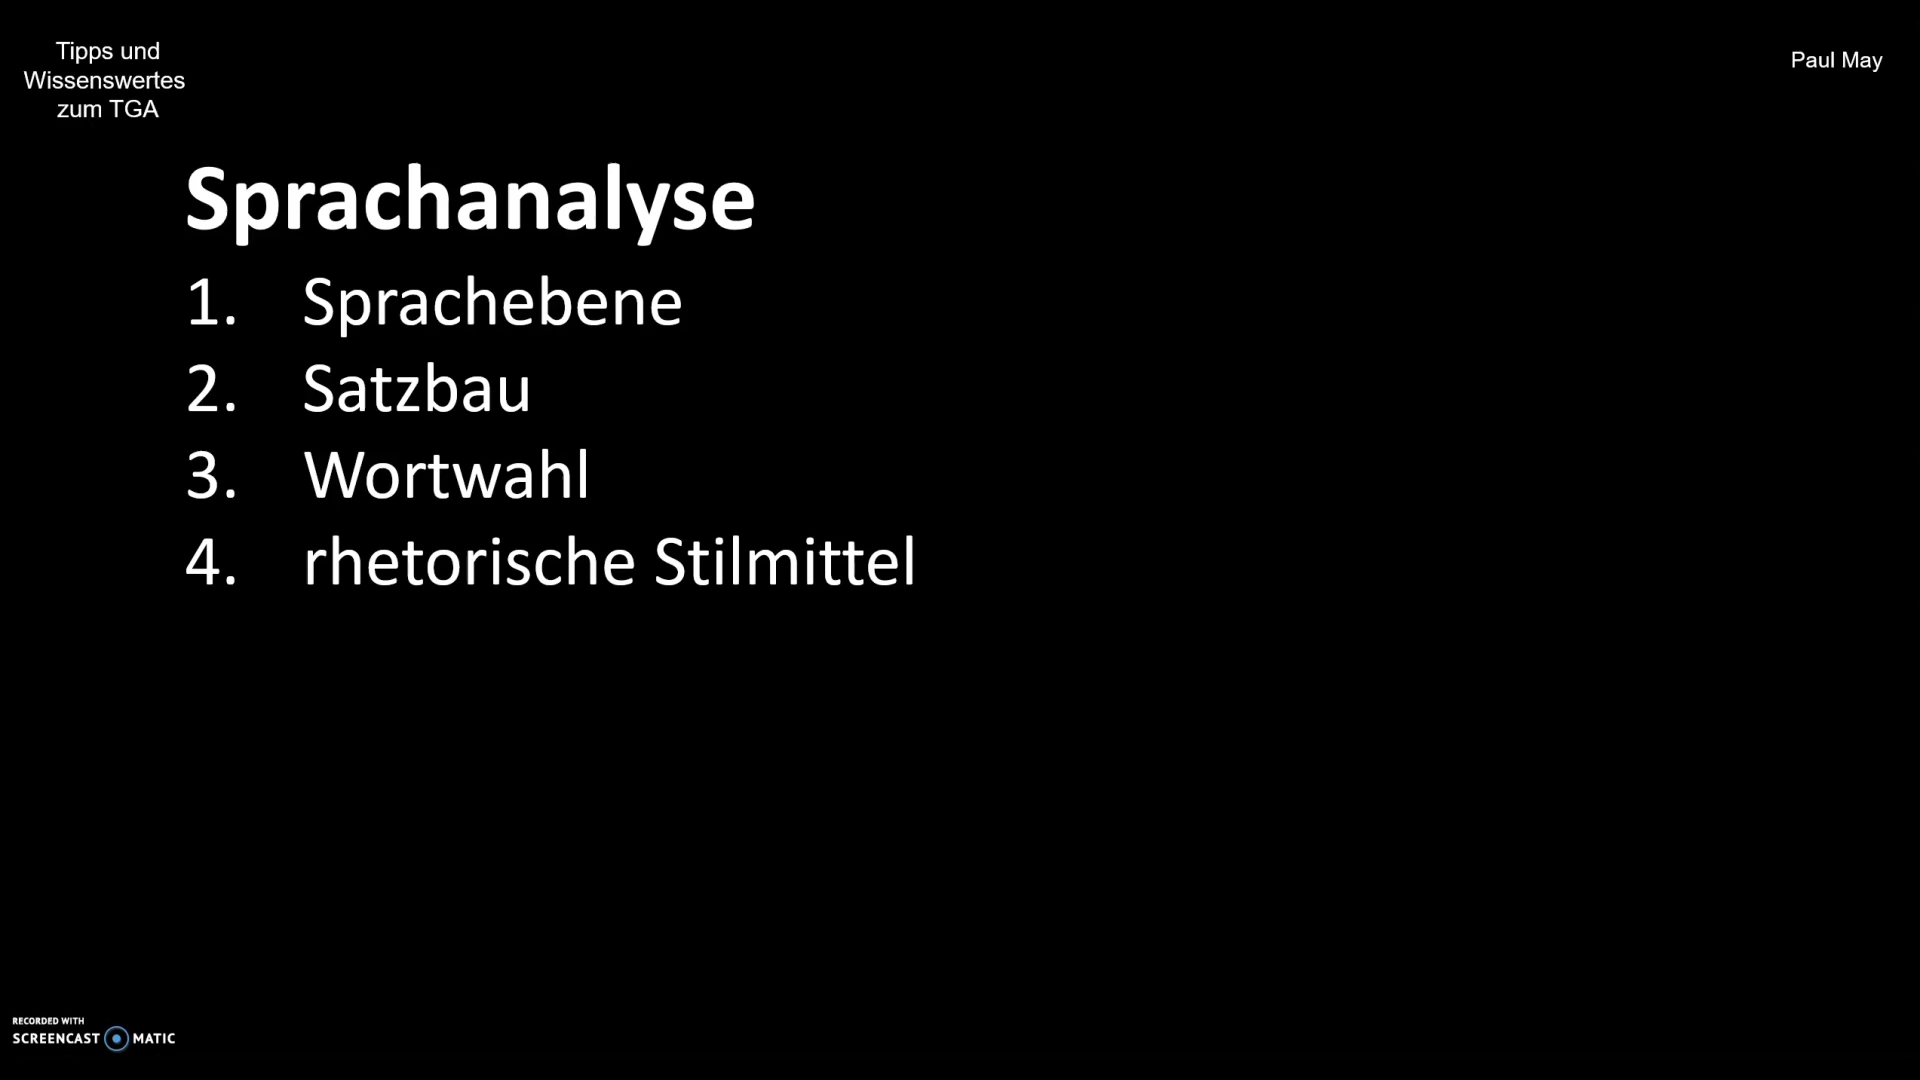 Tipps und
Wissenswertes
zum TGA
Paul May
Sprachanalyse
1. Sprachebene
2. Satzbau
3. Wortwahl
4. rhetorische Stilmittel
RECORDED WITH
SCREENCAST MATIC